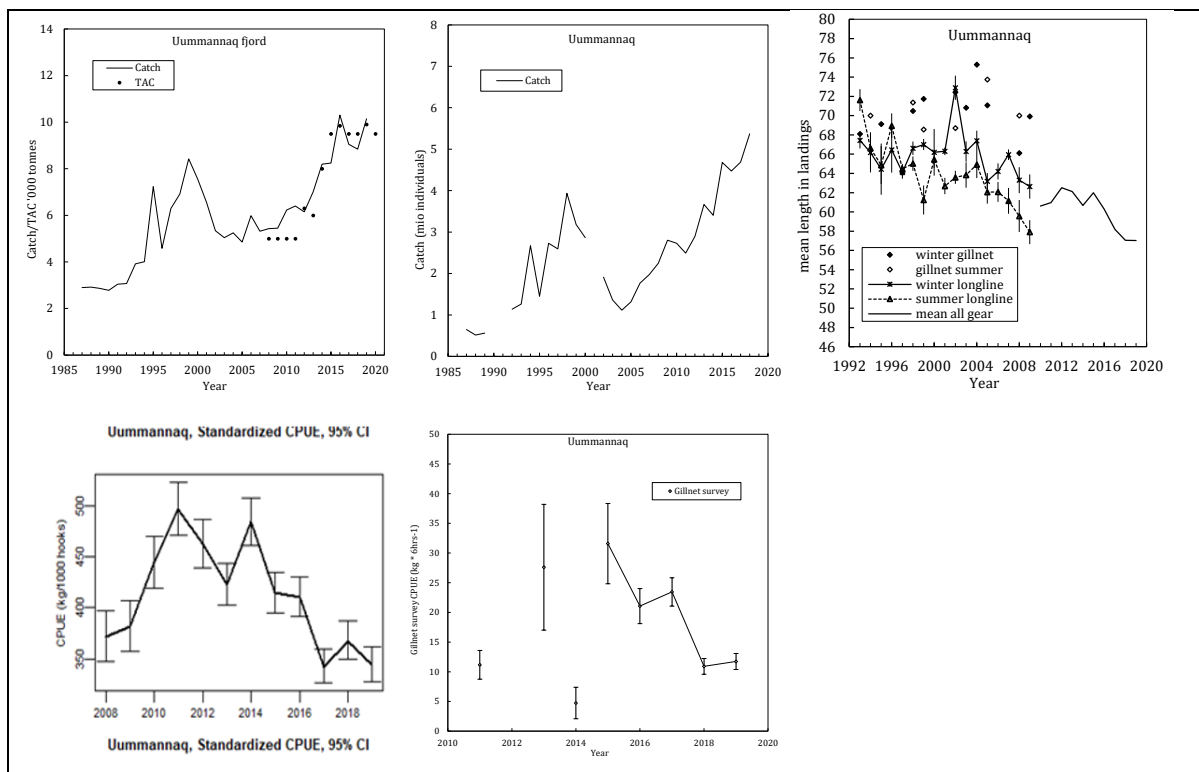 Uummannaq fjord
Catch
TAC
Catch/TAC '000 tonnes
14
12
10
8
6
4
2
0
1985 1990 1995 2000 2005 2010 2015 2020
Year
Uummannaq
Catch
Catch (mio individuals)
8
7
6
5
4
3
2
1
0
1985 1990 1995 2000 2005 2010 2015 2020
Year
Uummannaq
mean length in landings
80
78
76
74
72
70
68
66
64
62
60
58
56
54
52
50
48
46
winter gillnet
gillnet summer
winter longline
summer longline
mean all gear
1992 1996 2000 2004 2008 2012 2016 2020
Year
Uummannaq, Standardized CPUE, 95% CI
CPUE (kg/1000 hooks)
500
450
400
350
2008 2010 2012 2014 2016 2018
Uummannaq, Standardized CPUE, 95% CI
Uummannaq
Gillnet survey
Gillnet survey CPUE (kg * 6hrs-1)
50
45
40
35
30
25
20
15
10
5
0
2010 2012 2014 2016 2018 2020
Year